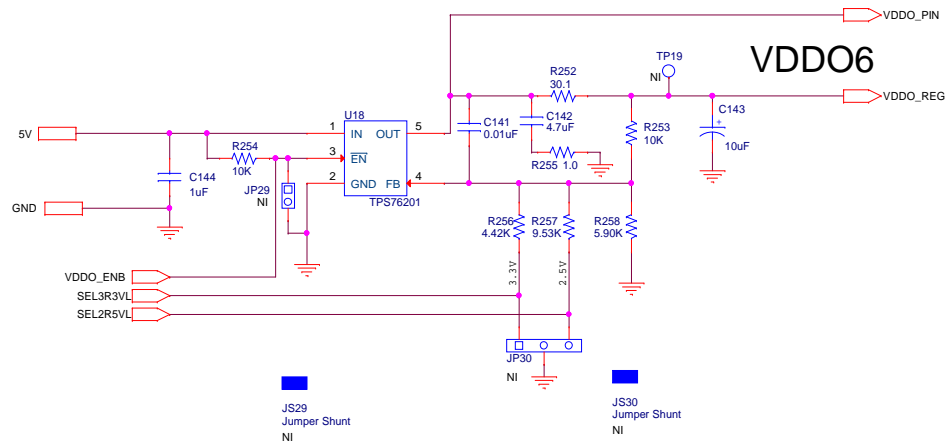 VDDO_PIN
VDDO6
TP19
NI
R252
30.1
VDDO_REG
C143
+
10uF
U18
C141
0.01uF
C142
4.7uF
R253
10K
5V
1
IN
OUT
5
R254
10K
3
EN
R255 1.0
C144
1uF
JP29
NI
2
GND
FB
4
TPS76201
GND
R256
4.42K
R257
9.53K
R258
5.90K
3.3V
2.5V
VDDO_ENB
SEL3R3VL
SEL2R5VL
JP30
NI
JS29
Jumper Shunt
NI
JS30
Jumper Shunt
NI